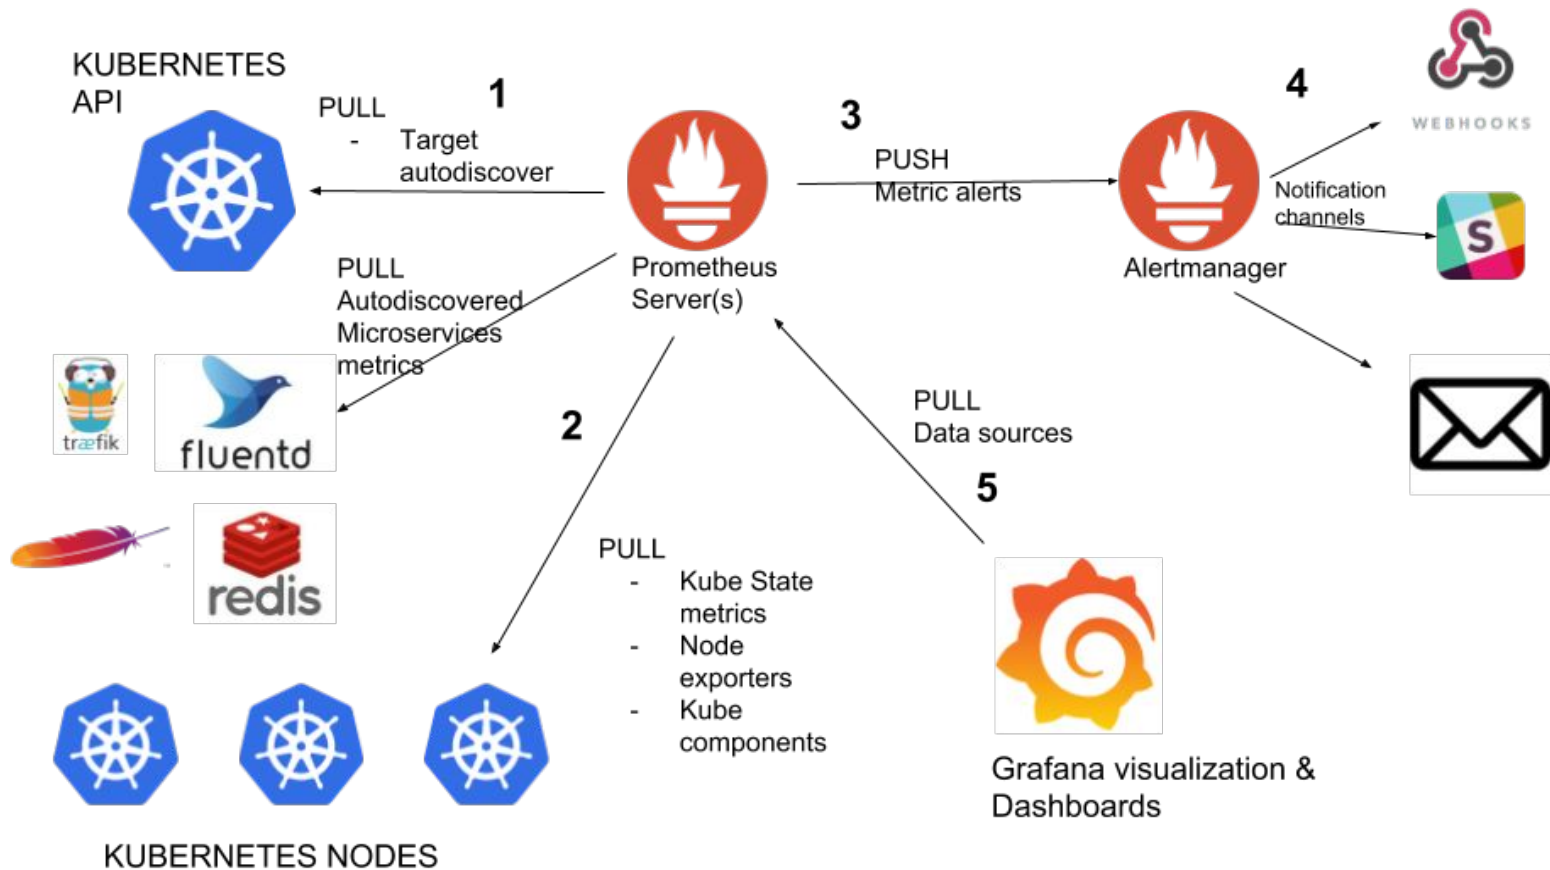 KUBERNETES
API
PULL
- Target
autodiscover
1
3
PUSH
Metric alerts
4
WEBHOOKS
Notification
channels
S
Prometheus
Server(s)
Alertmanager
PULL
Autodiscovered
Microservices
metrics
træfik
fluentd
redis
2
PULL
- Kube State
metrics
- Node
exporters
- Kube
components
PULL
Data sources
5
Grafana visualization &
Dashboards
KUBERNETES NODES